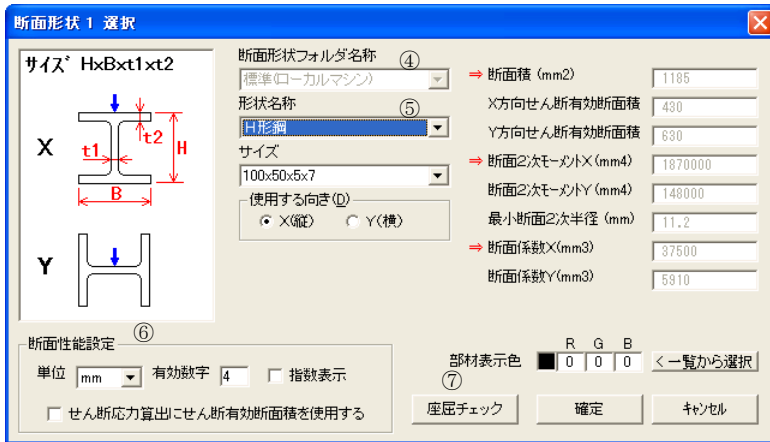 断面形状 1 選択
サイズ HxBxt1xt2
X
t1
t2
H
B
Y
断面形状フォルダ名称 ④
標準(ローカルマシン)
形状名称 ⑤
H形鋼
サイズ
100x50x5x7
使用する向き(D)
X(縦) Y(横)
⇒ 断面積 (mm2) 1185
X方向せん断有効断面積 430
Y方向せん断有効断面積 630
⇒ 断面2次モーメントX(mm4) 1870000
断面2次モーメントY(mm4) 148000
最小断面2次半径 (mm) 11.2
⇒ 断面係数X(mm3) 37500
断面係数Y(mm3) 5910
⑥
断面性能設定
単位 mm 有効数字 4 指数表示
せん断応力算出にせん断有効断面積を使用する
R G B
部材表示色 0 0 0 <一覧から選択
⑦
座屈チェック 確定 キャンセル